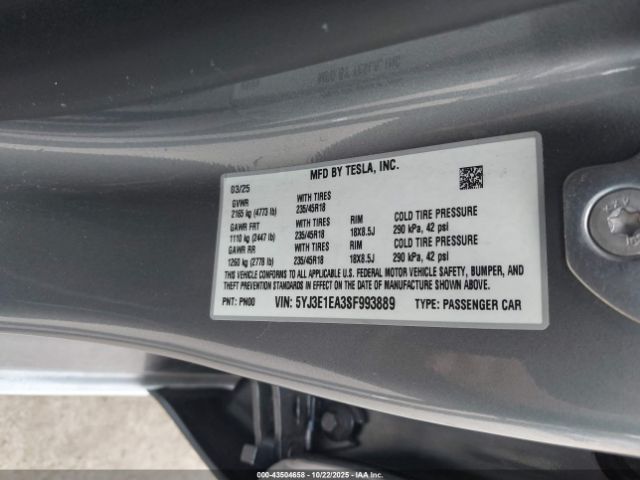 MFD BY TESLA, INC.
03/25
GVWR WITH TIRES
2165 kg (4773 lb) 235/45R18
GAWR FRT WITH TIRES RIM COLD TIRE PRESSURE
1110 kg (2447 lb) 235/45R18 18X8.5J 290 kPa, 42 psi
GAWR RR WITH TIRES RIM COLD TIRE PRESSURE
1260 kg (2778 lb) 235/45R18 18X8.5J 290 kPa, 42 psi
THIS VEHICLE CONFORMS TO ALL APPLICABLE U.S. FEDERAL MOTOR VEHICLE SAFETY, BUMPER, AND
THEFT PREVENTION STANDARDS IN EFFECT ON THE DATE OF MANUFACTURE SHOWN ABOVE.
PNT: PN00 VIN: 5YJ3E1EA3SF993889 TYPE: PASSENGER CAR
000-43504658 - 10/22/2025 - WWW.IAAI.COM